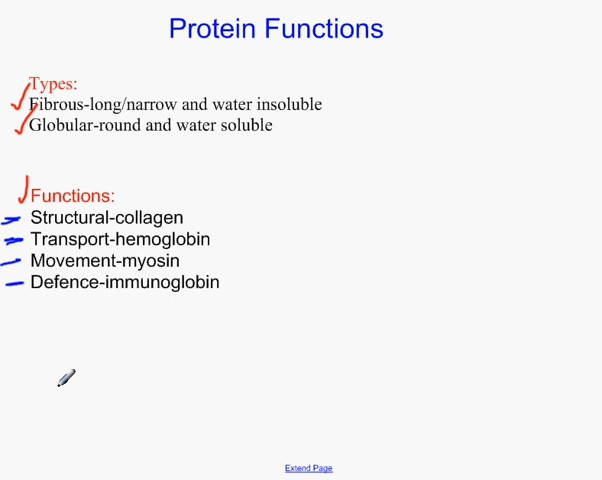 Protein Functions
Types:
Fibrous-long/narrow and water insoluble
Globular-round and water soluble
Functions:
Structural-collagen
Transport-hemoglobin
Movement-myosin
Defence-immunoglobin
Extend Page